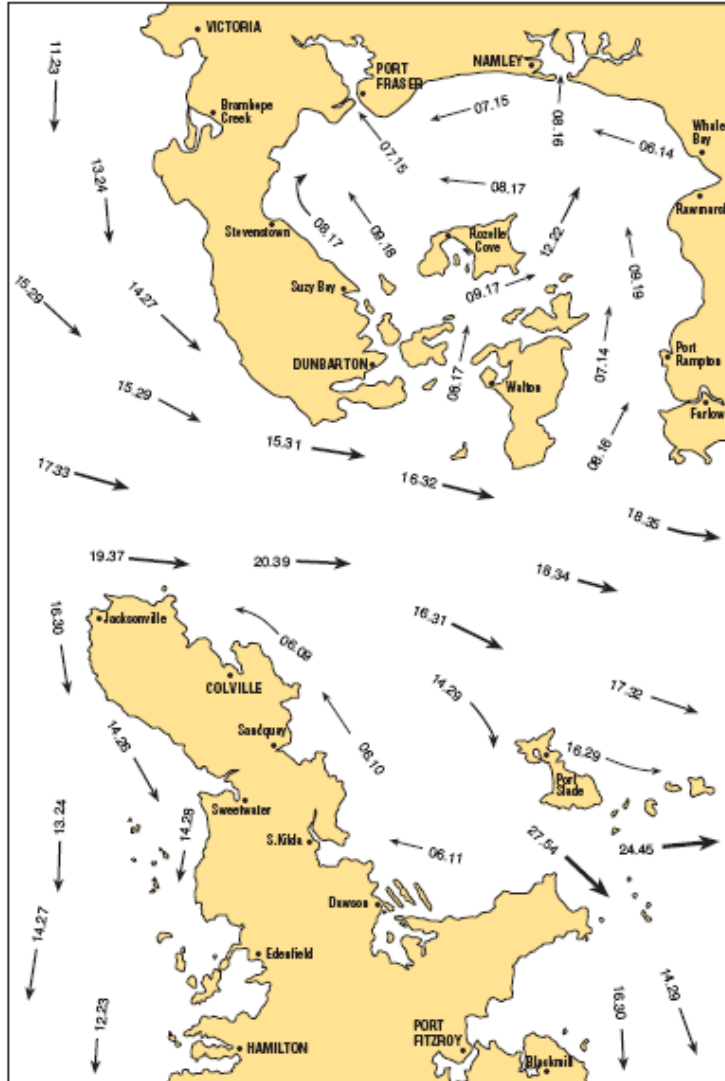 VICTORIA
11.23
PORT
FRASER
NAMLEY
Bramhope
Creek
07.15
08.16
Whale
Bay
07.15
06.14
13.24
08.17
Rawmarsh
Stevenstown
08.17
09.18
Rozelle
Cove
12.22
09.19
15.29
14.27
Suzy Bay
09.17
DUNBARTON
08.17
Walton
07.14
Port
Rampton
Farlow
15.29
15.31
08.16
17.33
16.32
18.35
19.37
20.39
18.34
16.30
Jacksonville
16.31
06.09
COLVILLE
14.29
17.32
14.26
Sandquay
06.10
16.29
Port
Slade
13.24
Sweetwater
14.28
S.Kilda
06.11
27.54
24.45
Dawson
14.27
Edenfield
14.29
16.30
12.23
HAMILTON
PORT
FITZROY
Blackmill